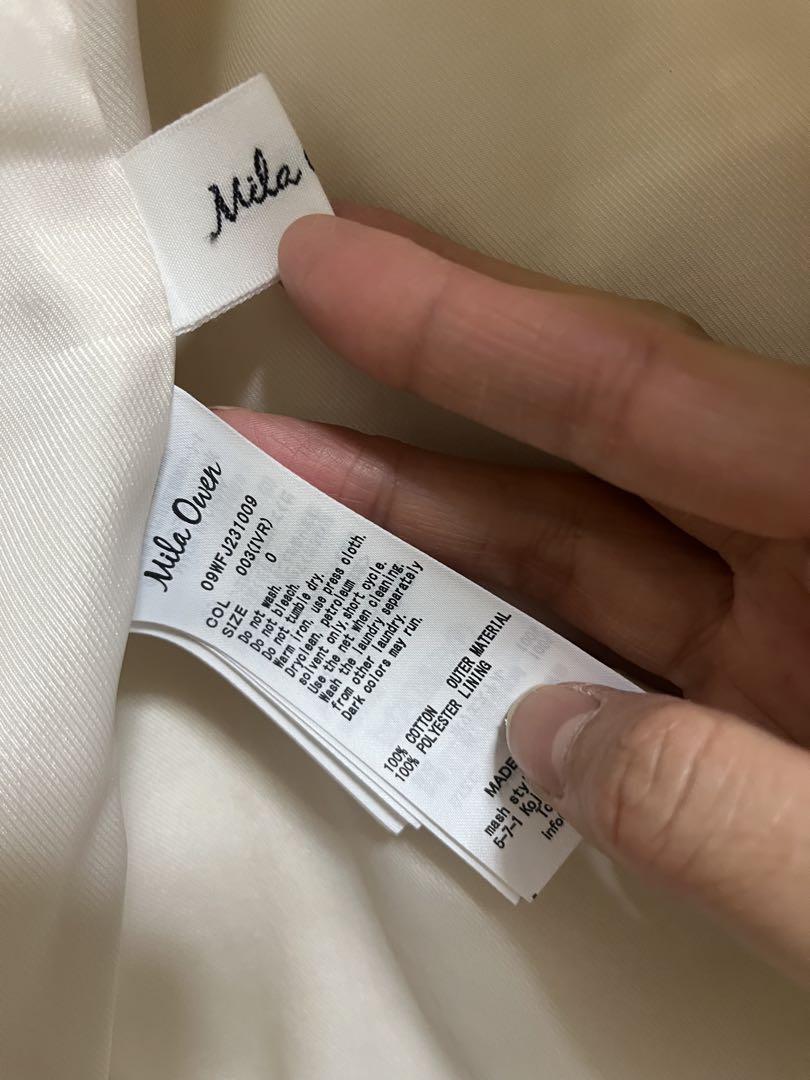 Mila
Mila Owen
09WFJ231009
COL 003(IVR)
SIZE 0
Do not wash.
Do not bleach.
Do not tumble dry.
Warm iron, use press cloth.
Dryclean, petroleum
solvent only, short cycle.
Use the net when cleaning.
Wash the laundry separately
from other laundry.
Dark colors may run.
100% COTTON OUTER MATERIAL
100% POLYESTER LINING
MADE
mash
5-7-1